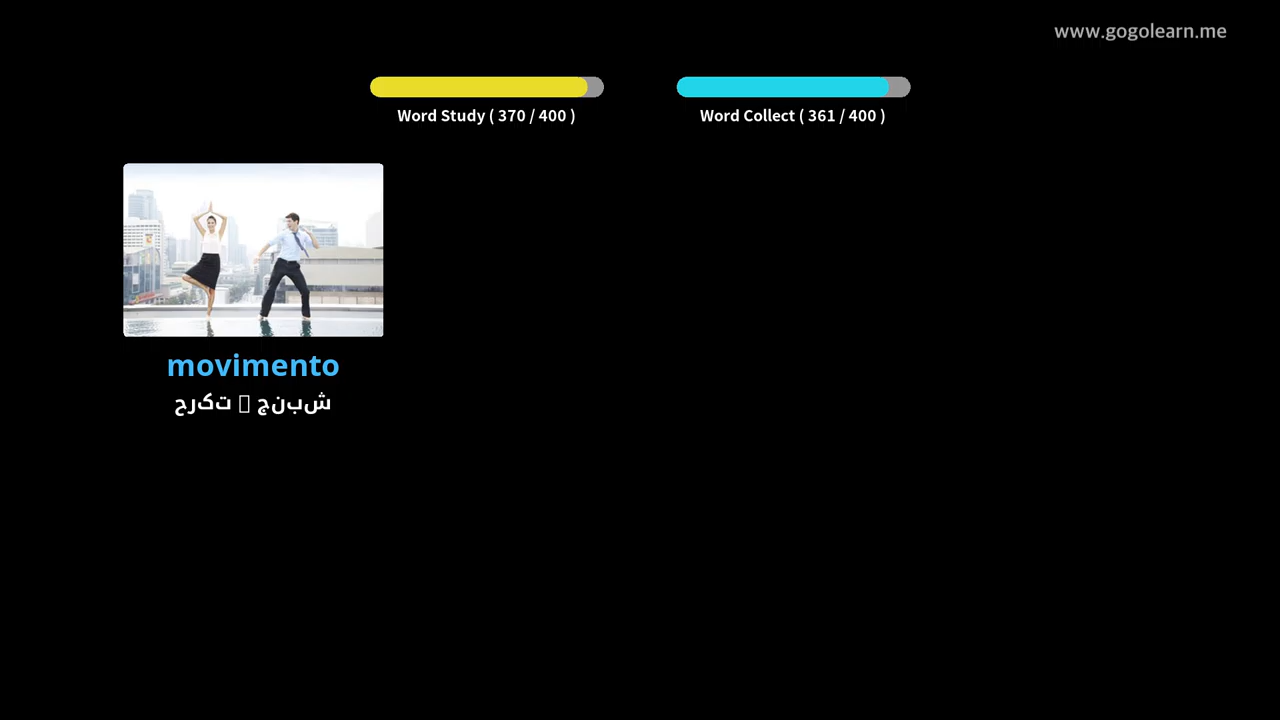 www.gogolearn.me
Word Study ( 370 / 400 )
Word Collect ( 361 / 400 )
movimento
حرکت جنبش